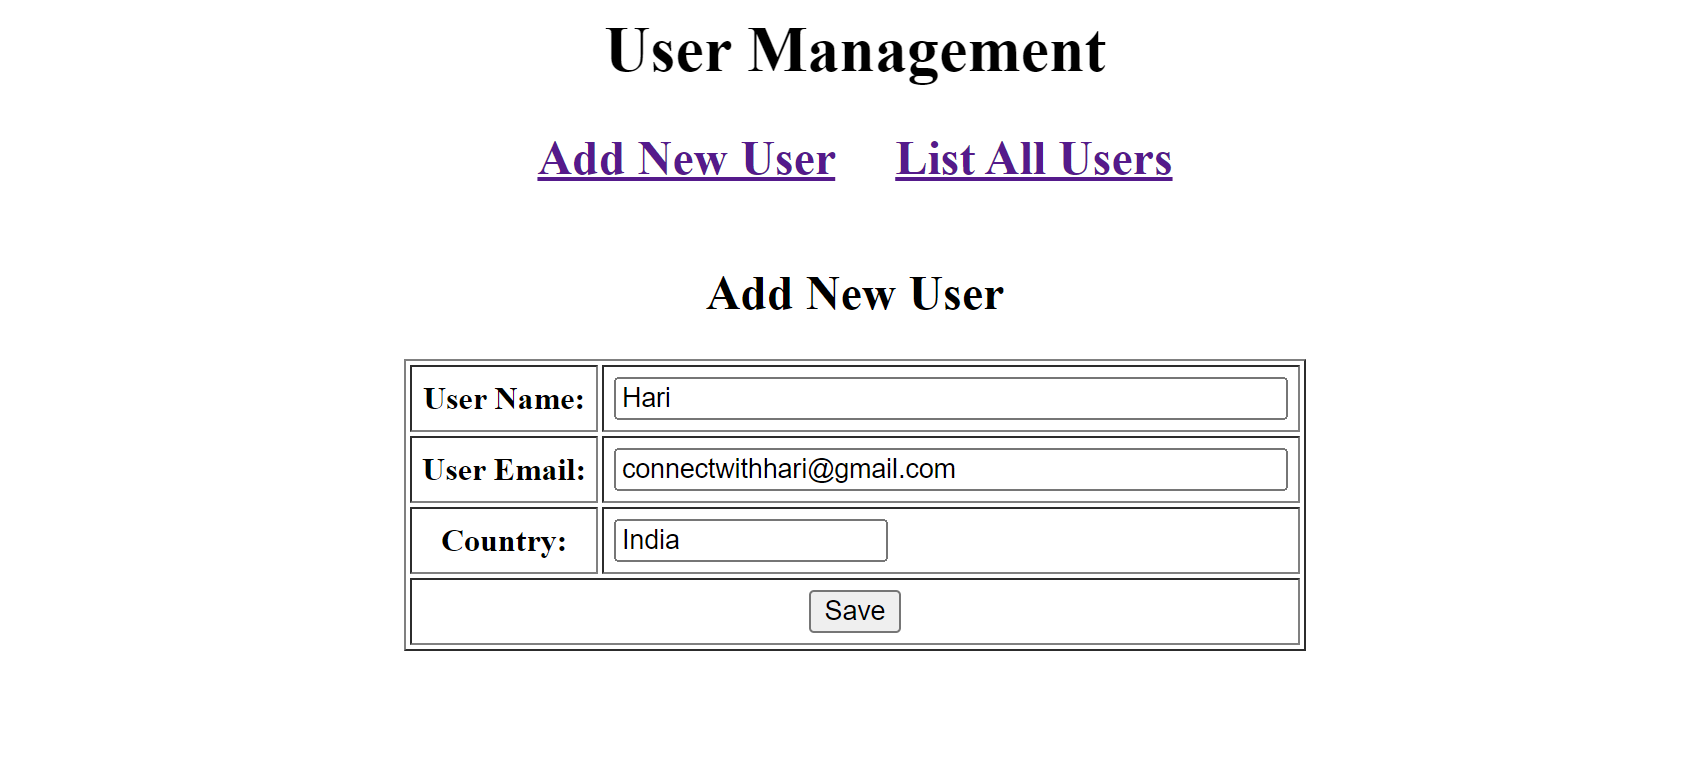 User Management
Add New User List All Users
Add New User
User Name: Hari
User Email: connectwithhari@gmail.com
Country: India
Save